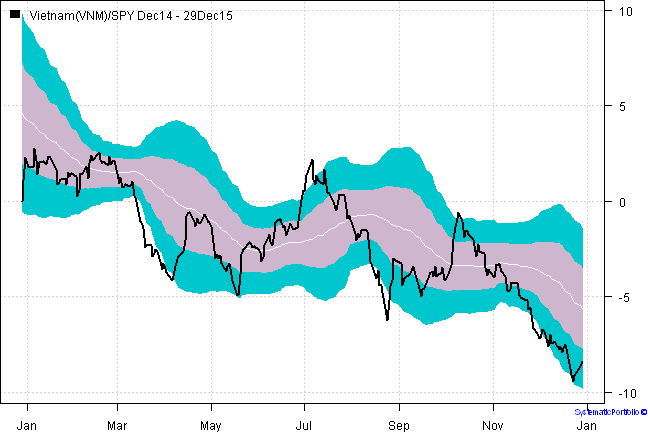 Vietnam(VNM)/SPY Dec14 - 29Dec15
10
5
0
-5
-10
Jan Mar May Jul Sep Nov Jan
SystematicPortfolio ©